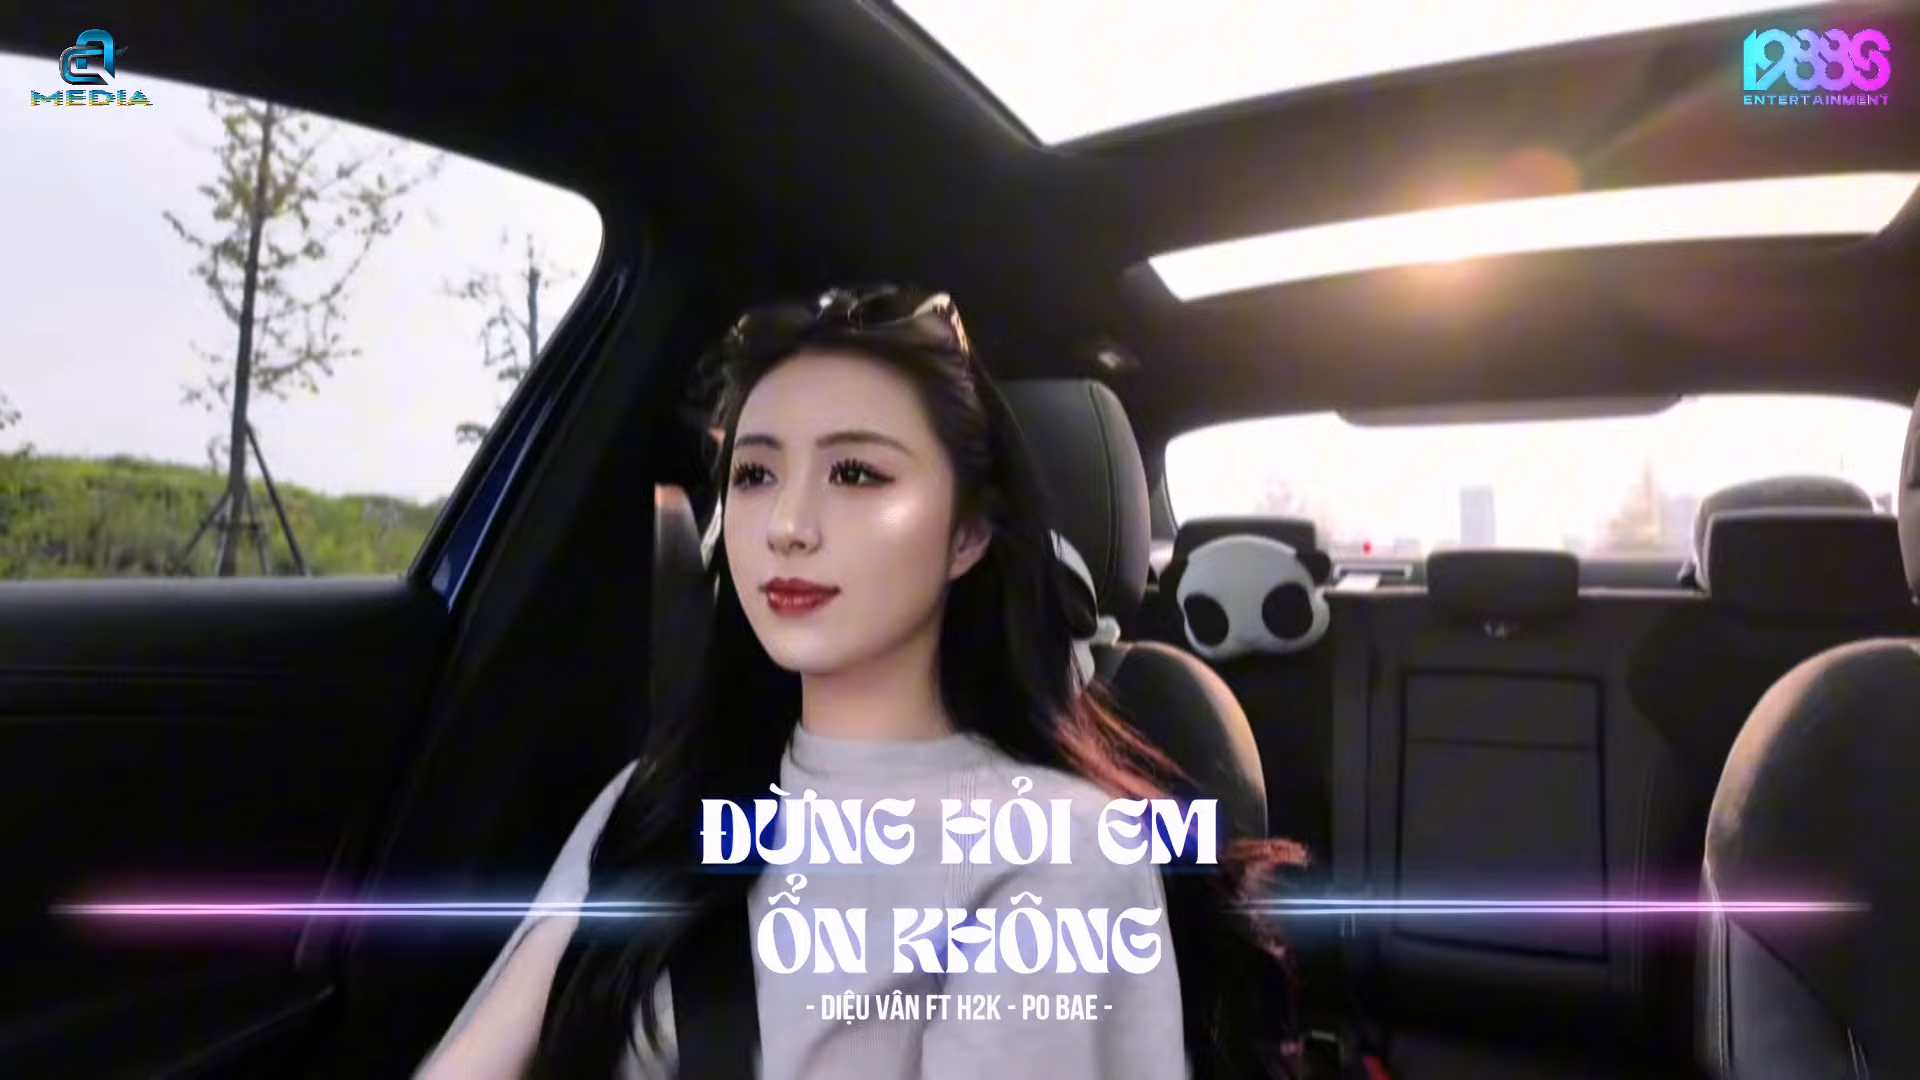 MEDIA
1988S
ENTERTAINMENT
ĐỪNG HỎI EM
ỔN KHÔNG
- DIỆU VÂN FT H2K - PO BAE -